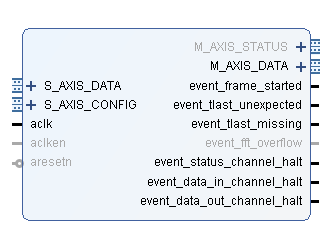 M_AXIS_STATUS
M_AXIS_DATA
S_AXIS_DATA
event_frame_started
S_AXIS_CONFIG
event_tlast_unexpected
aclk
event_tlast_missing
aclken
event_fft_overflow
aresetn
event_status_channel_halt
event_data_in_channel_halt
event_data_out_channel_halt